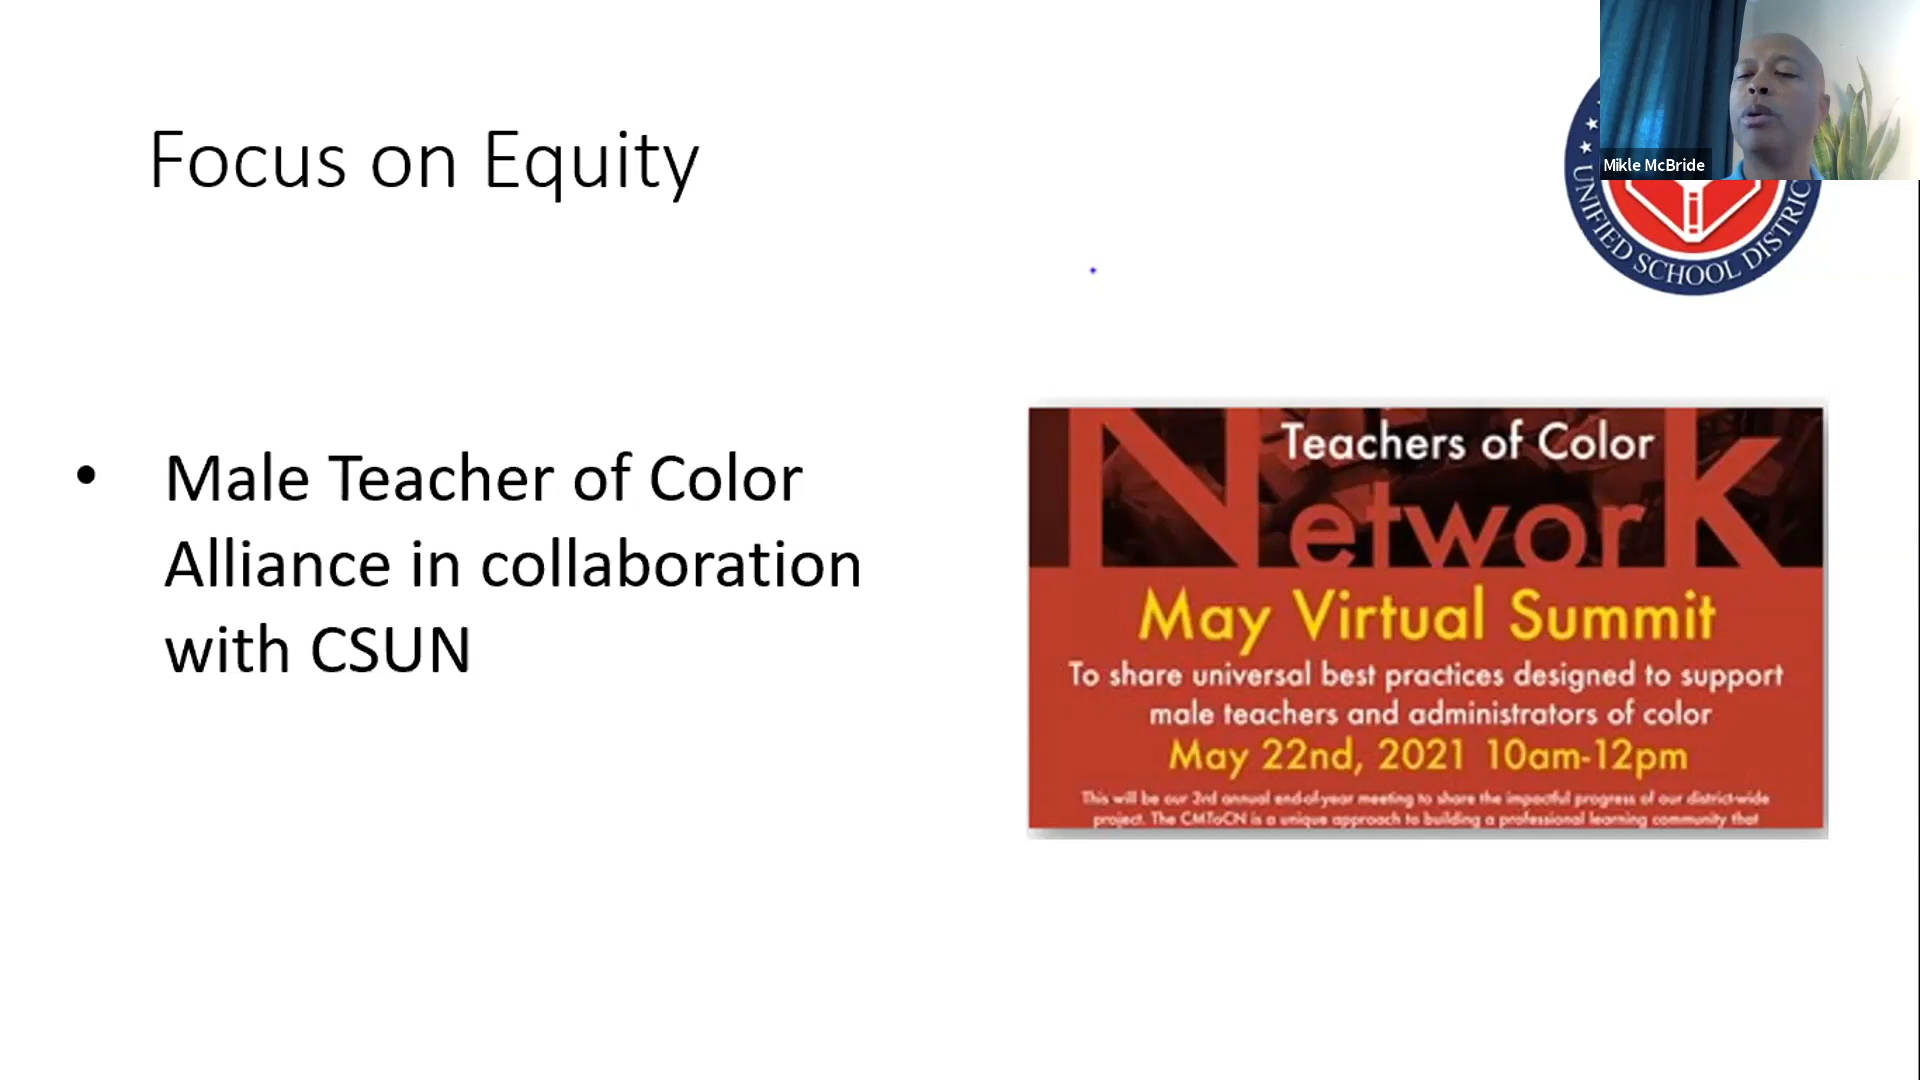 Focus on Equity
Mikle McBride
UNIFIED SCHOOL DISTRIC
• Male Teacher of Color
Alliance in collaboration
with CSUN
Teachers of Color
Network
May Virtual Summit
To share universal best practices designed to support
male teachers and administrators of color
May 22nd, 2021 10am-12pm
This will be our 3rd annual end-of-year meeting to share the impactful progress of our district-wide
project. The CMToCN is a unique approach to building a professional learning community that